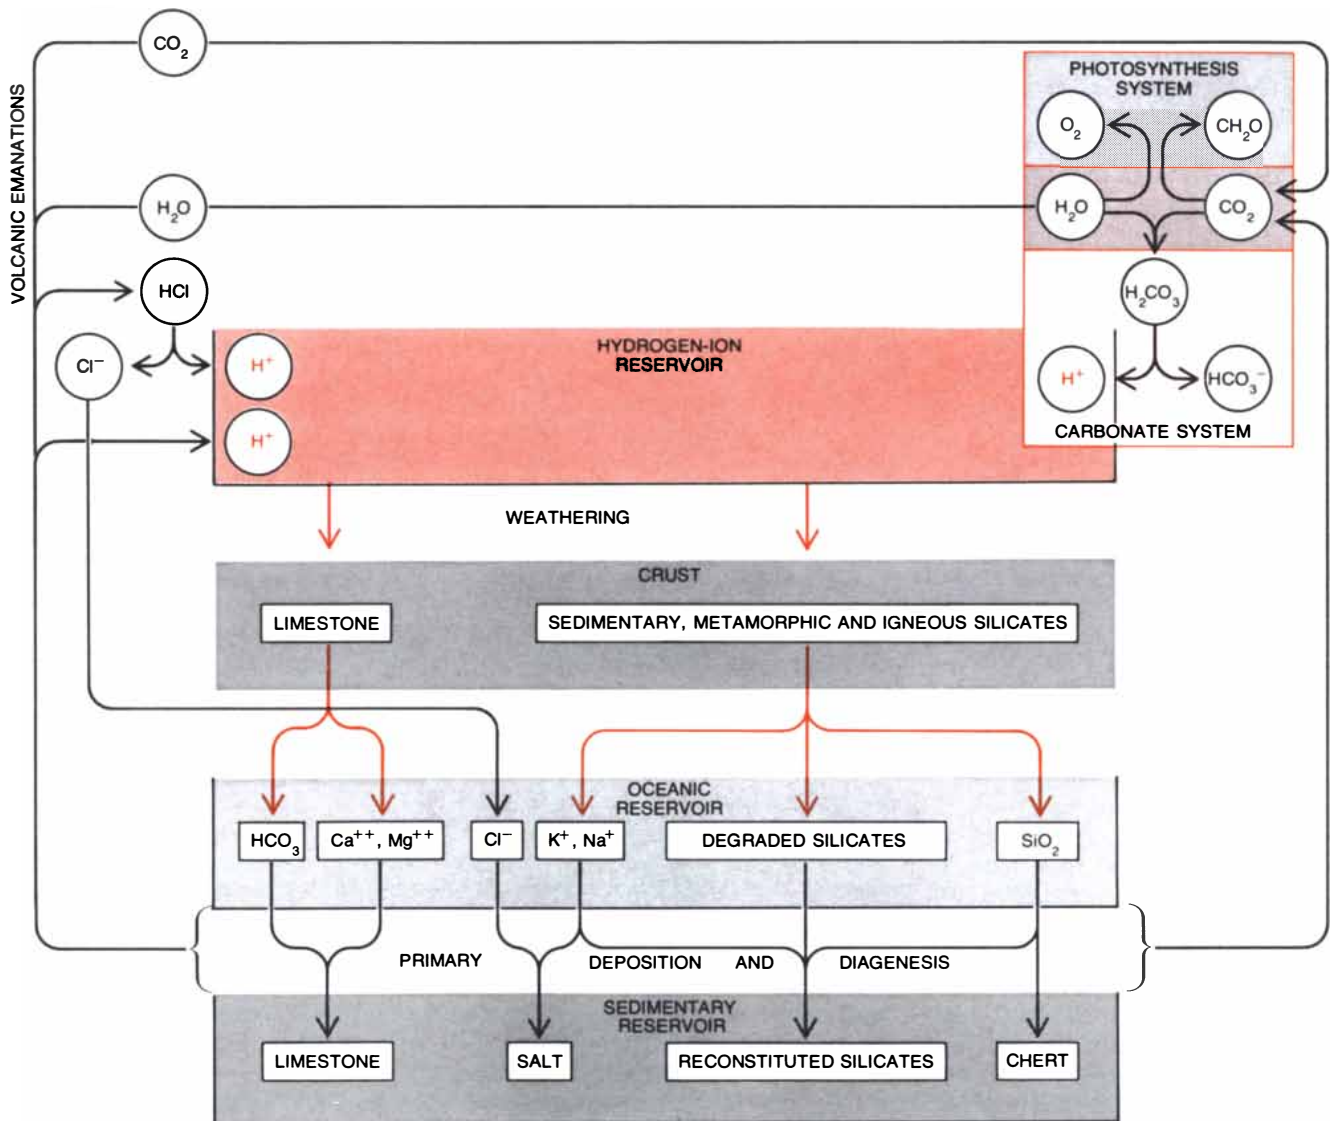 VOLCANIC EMANATIONS
CO₂
PHOTOSYNTHESIS
SYSTEM
O₂
CH₂O
H₂O
H₂O
CO₂
HCl
H₂CO₃
Cl⁻
H⁺
HYDROGEN-ION
RESERVOIR
H⁺
HCO₃⁻
H⁺
CARBONATE SYSTEM
WEATHERING
CRUST
LIMESTONE
SEDIMENTARY, METAMORPHIC AND IGNEOUS SILICATES
OCEANIC
RESERVOIR
HCO₃
Ca⁺⁺, Mg⁺⁺
Cl⁻
K⁺, Na⁺
DEGRADED SILICATES
SiO₂
PRIMARY DEPOSITION AND DIAGENESIS
SEDIMENTARY
RESERVOIR
LIMESTONE
SALT
RECONSTITUTED SILICATES
CHERT